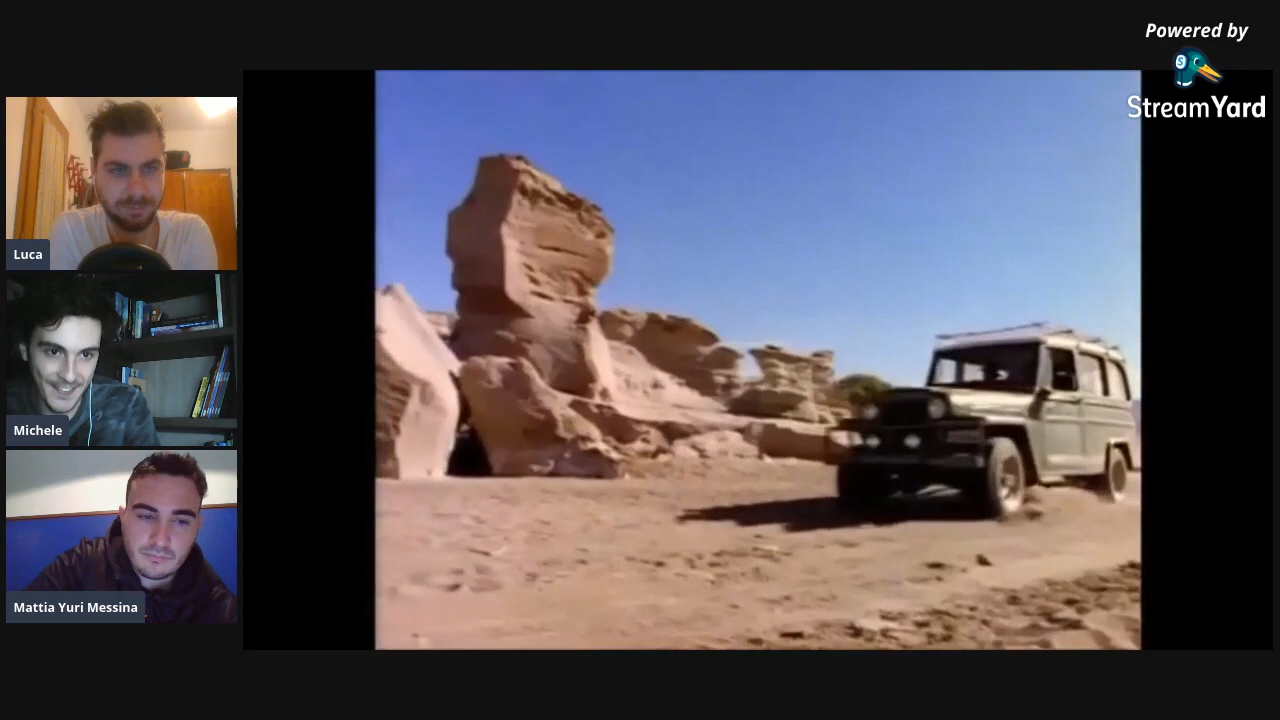 Powered by
StreamYard
Luca
Michele
Mattia Yuri Messina